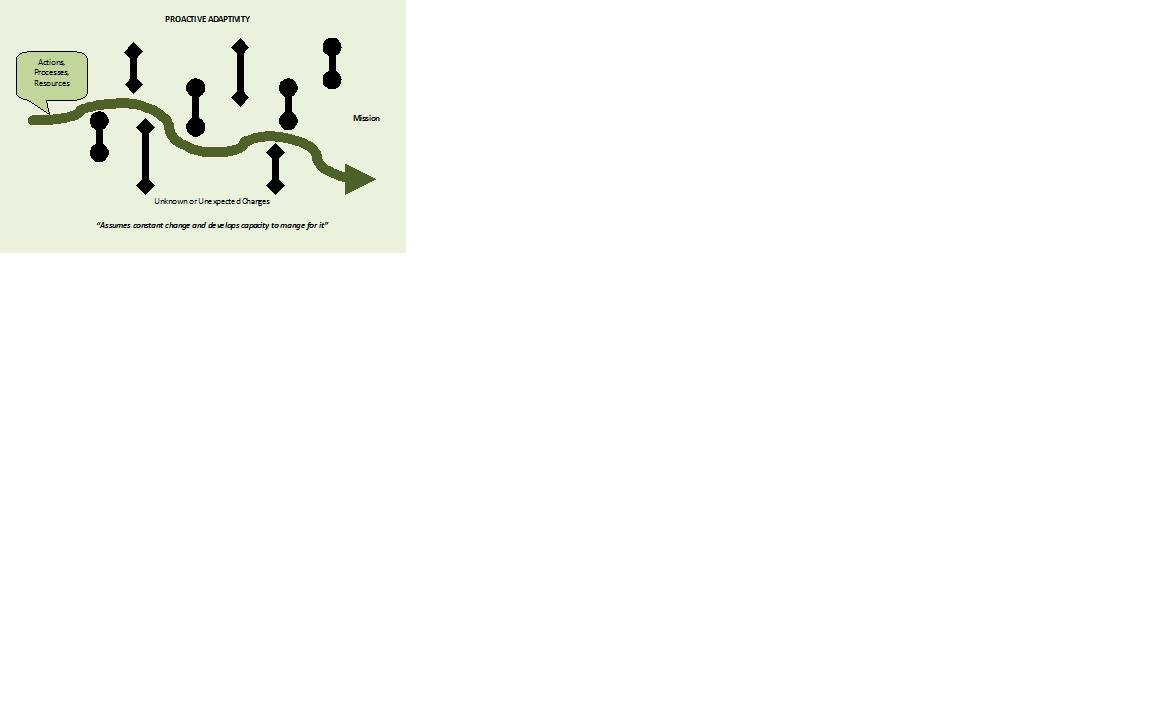 PROACTIVE ADAPTIVITY
Actions,
Processes,
Resources
Mission
Unknown or Unexpected Changes
“Assumes constant change and develops capacity to mange for it”